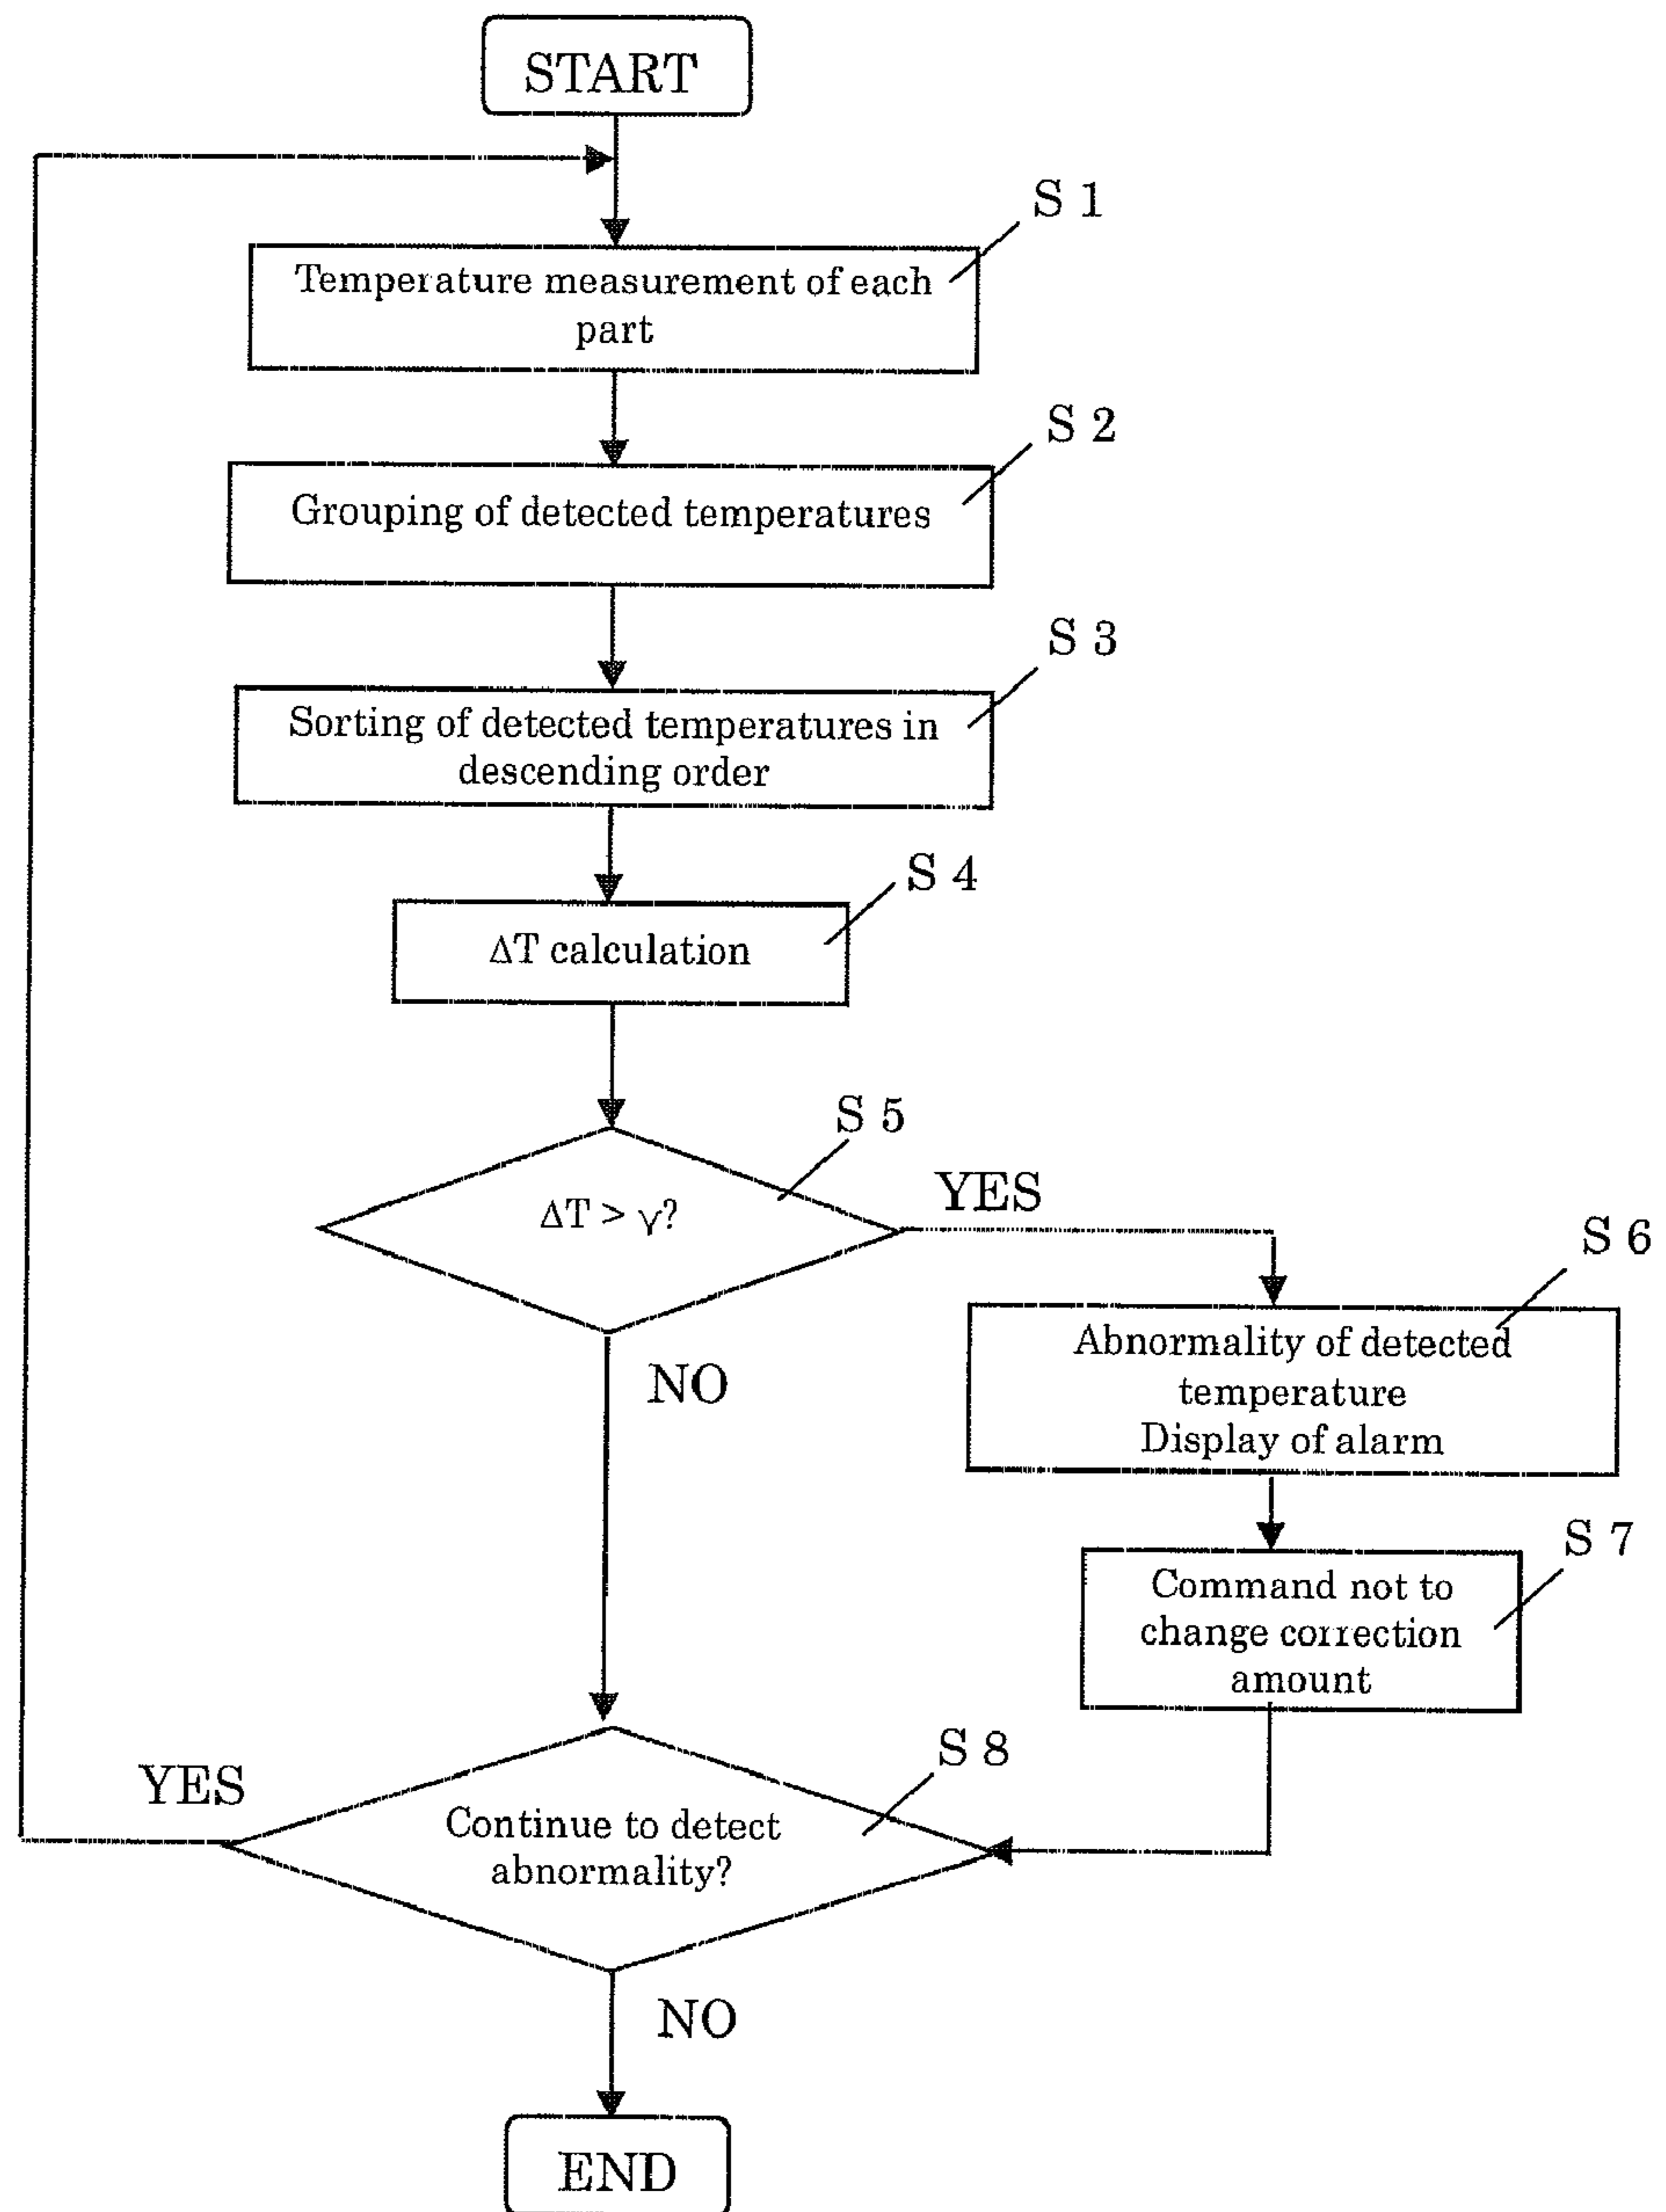 START
S 1
Temperature measurement of each
part
S 2
Grouping of detected temperatures
S 3
Sorting of detected temperatures in
descending order
S 4
ΔT calculation
S 5
ΔT > γ?
YES
S 6
Abnormality of detected
temperature
Display of alarm
NO
S 7
Command not to
change correction
amount
S 8
YES
Continue to detect
abnormality?
NO
END